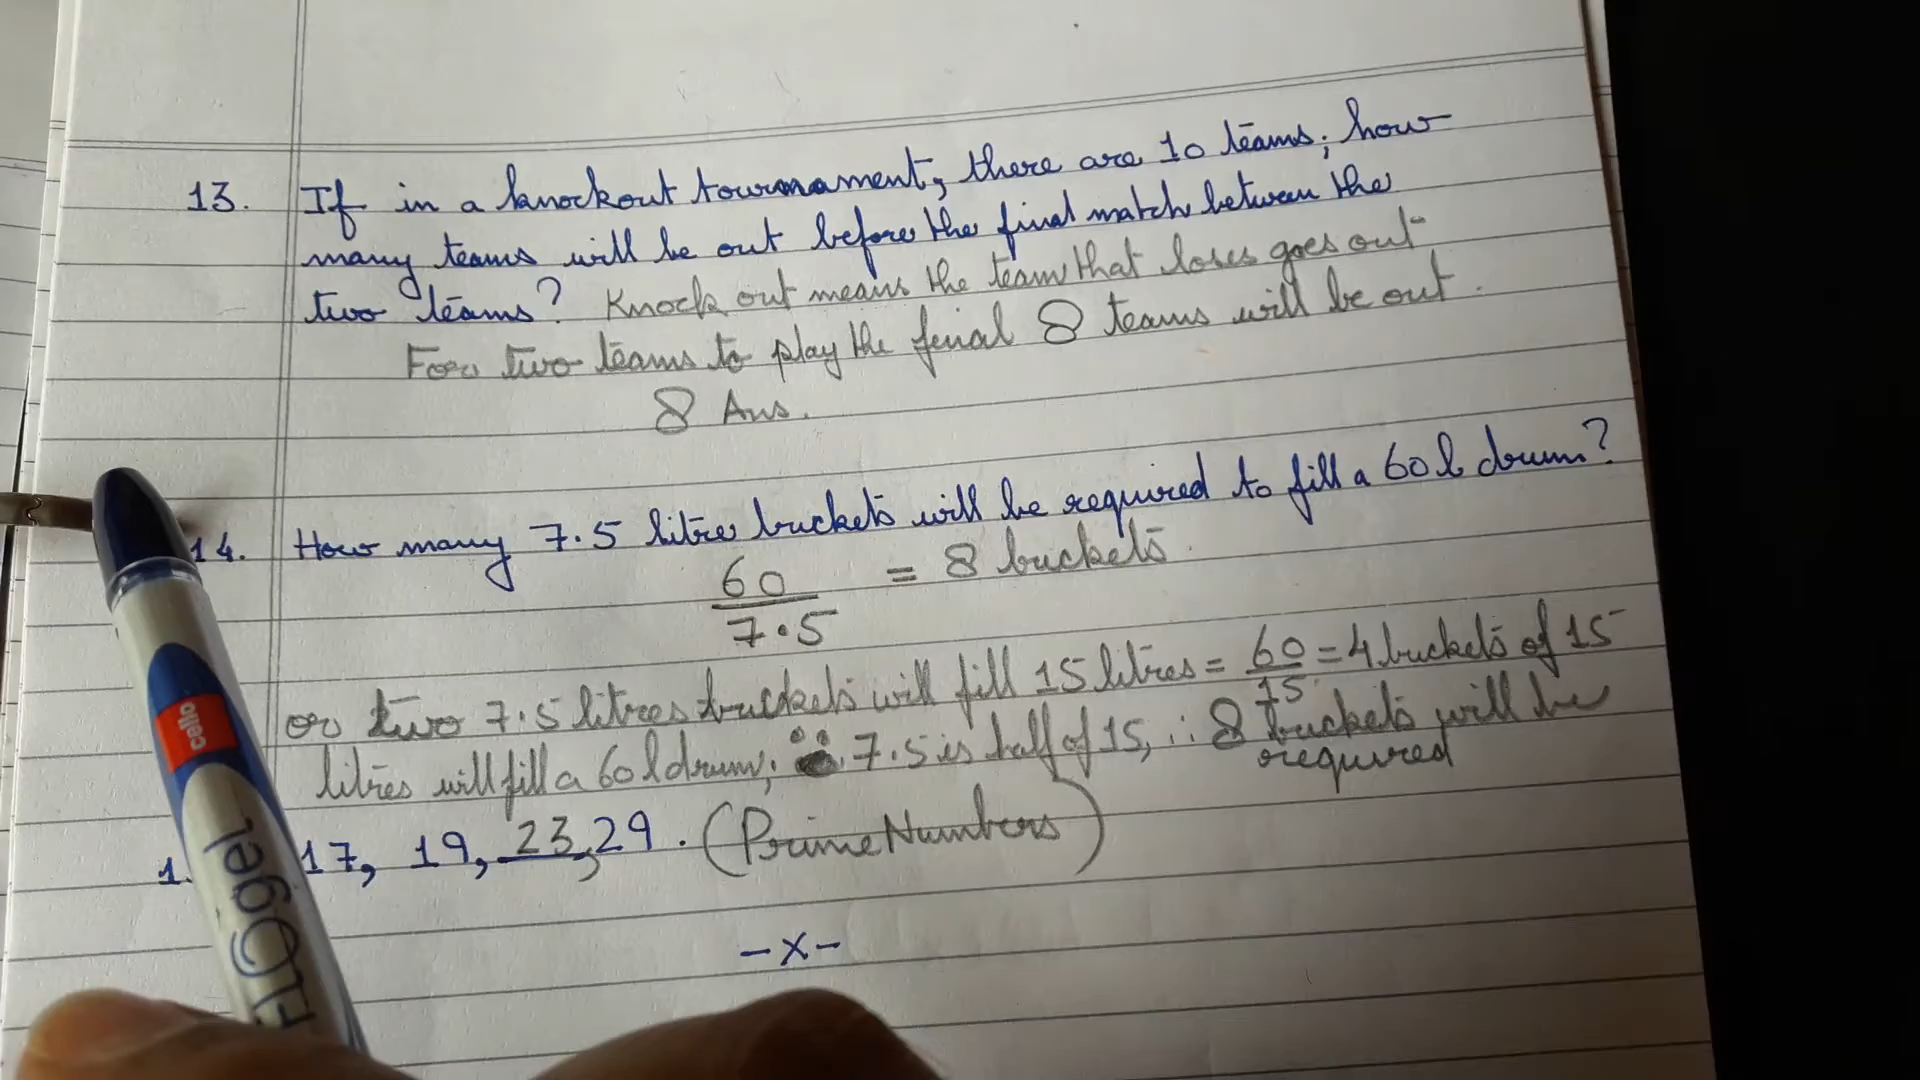 13. If in a knockout tournament, there are 10 teams; how
many teams will be out before the final match between the
two teams? Knock out means the team that loses goes out
For two teams to play the final 8 teams will be out.
8 Ans.
14. How many 7.5 litre buckets will be required to fill a 60 l drum?
60/7.5 = 8 buckets.
or two 7.5 litres buckets will fill 15 litres = 60/15 = 4 buckets of 15
litres will fill a 60 l drum, 7.5 is half of 15, ∴ 8 buckets will be
required
1. 17, 19, 23, 29. (Prime Numbers)
-x-
cello
FLOgel